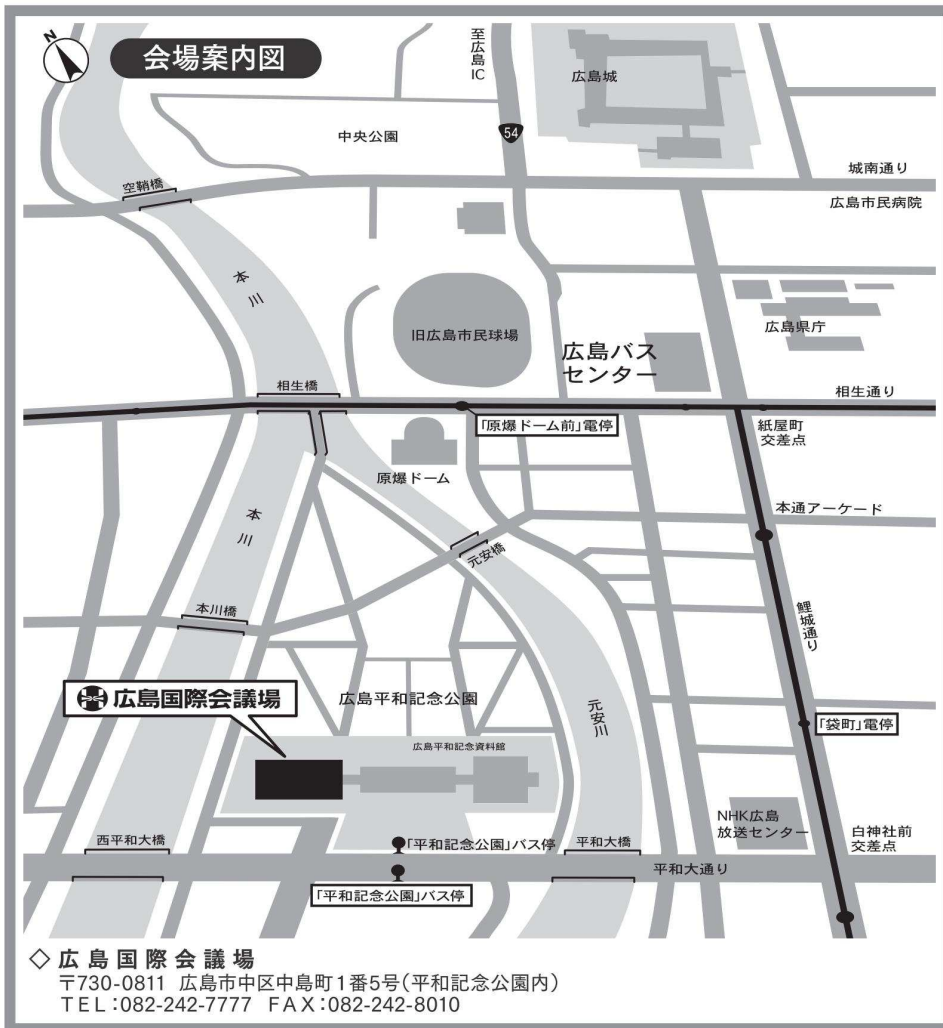 N
会場案内図
至広島IC
広島城
中央公園
54
城南通り
広島市民病院
空鞘橋
本川
旧広島市民球場
広島バス
センター
広島県庁
相生橋
相生通り
「原爆ドーム前」電停
紙屋町
交差点
原爆ドーム
本通アーケード
本川
元安橋
本川橋
鯉城通り
広島国際会議場
広島平和記念公園
元安川
「袋町」電停
広島平和記念資料館
NHK広島
放送センター
白神社前
交差点
西平和大橋
「平和記念公園」バス停
平和大橋
平和大通り
「平和記念公園」バス停
◇ 広島国際会議場
〒730-0811 広島市中区中島町1番5号(平和記念公園内)
TEL:082-242-7777 FAX:082-242-8010